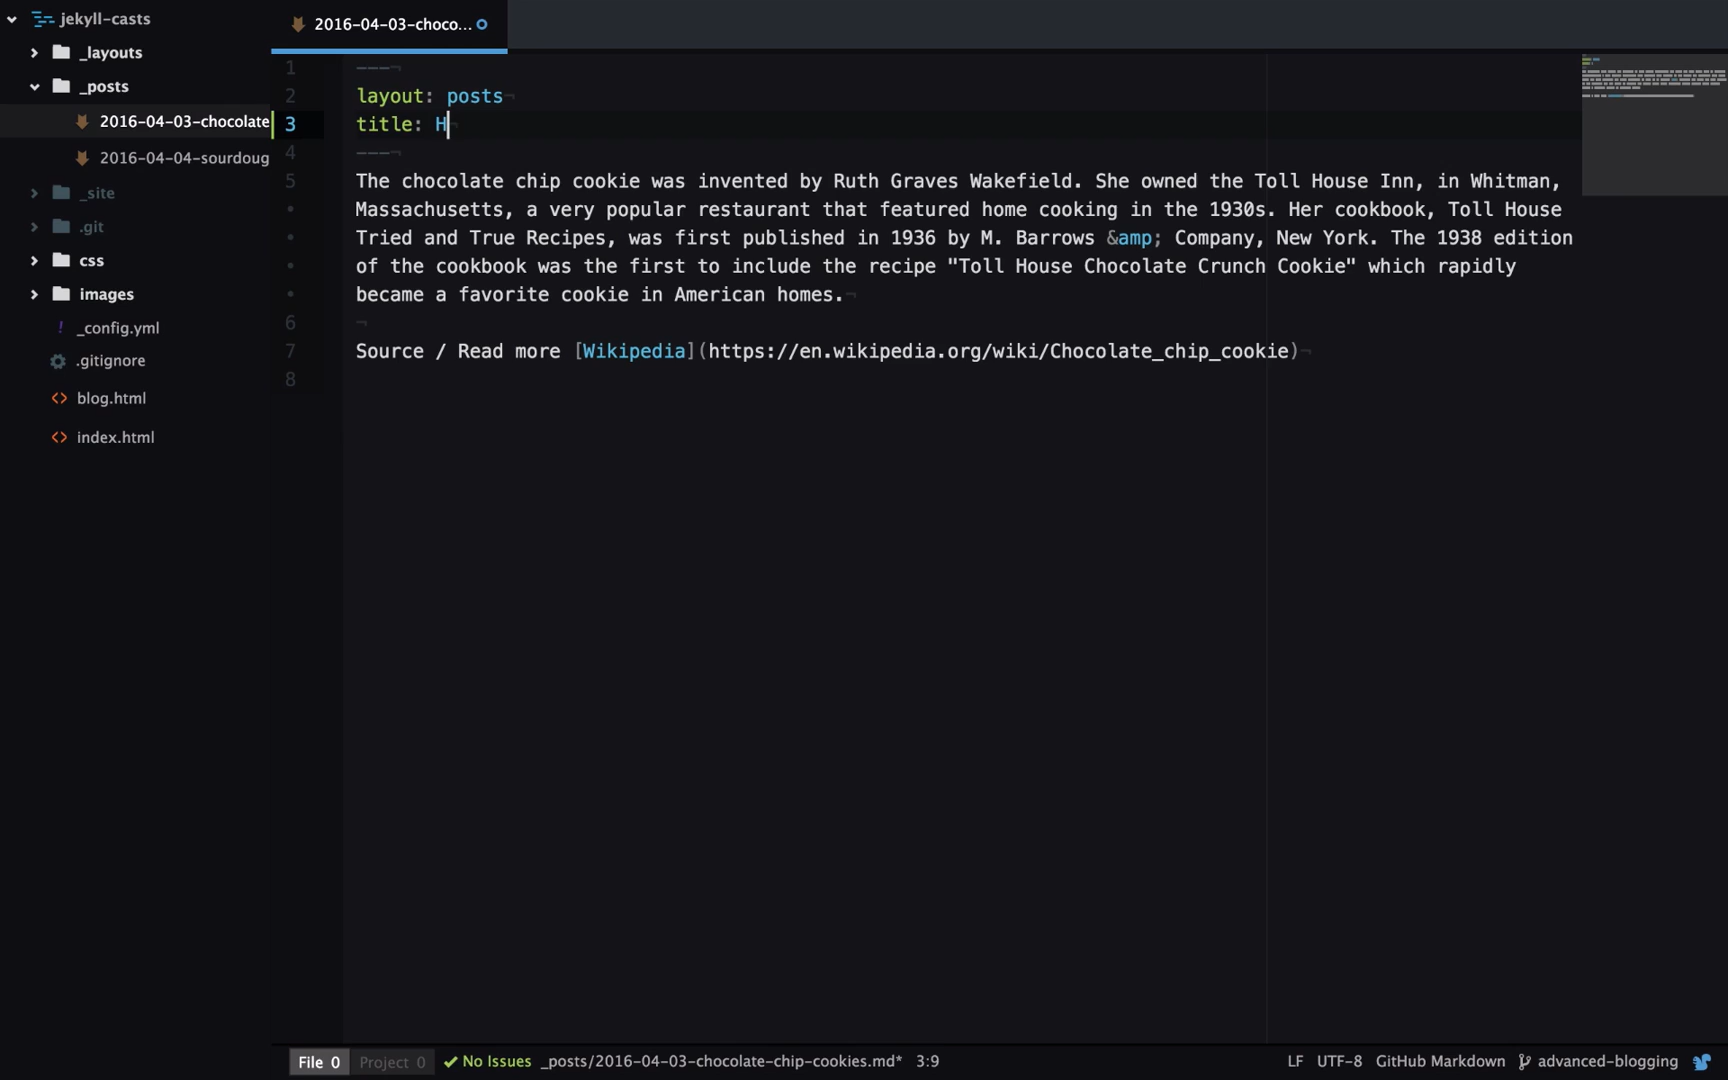 jekyll-casts
_layouts
_posts
2016-04-03-chocolate
2016-04-04-sourdoug
_site
.git
css
images
! _config.yml
.gitignore
<> blog.html
<> index.html
2016-04-03-choco...
1 ---¬
2 layout: posts¬
3 title: H¬
4 ---¬
5 The chocolate chip cookie was invented by Ruth Graves Wakefield. She owned the Toll House Inn, in Whitman,
• Massachusetts, a very popular restaurant that featured home cooking in the 1930s. Her cookbook, Toll House
• Tried and True Recipes, was first published in 1936 by M. Barrows &amp; Company, New York. The 1938 edition
• of the cookbook was the first to include the recipe "Toll House Chocolate Crunch Cookie" which rapidly
• became a favorite cookie in American homes.¬
6 ¬
7 Source / Read more [Wikipedia](https://en.wikipedia.org/wiki/Chocolate_chip_cookie)¬
8
File 0 Project 0 No Issues _posts/2016-04-03-chocolate-chip-cookies.md* 3:9 LF UTF-8 GitHub Markdown advanced-blogging